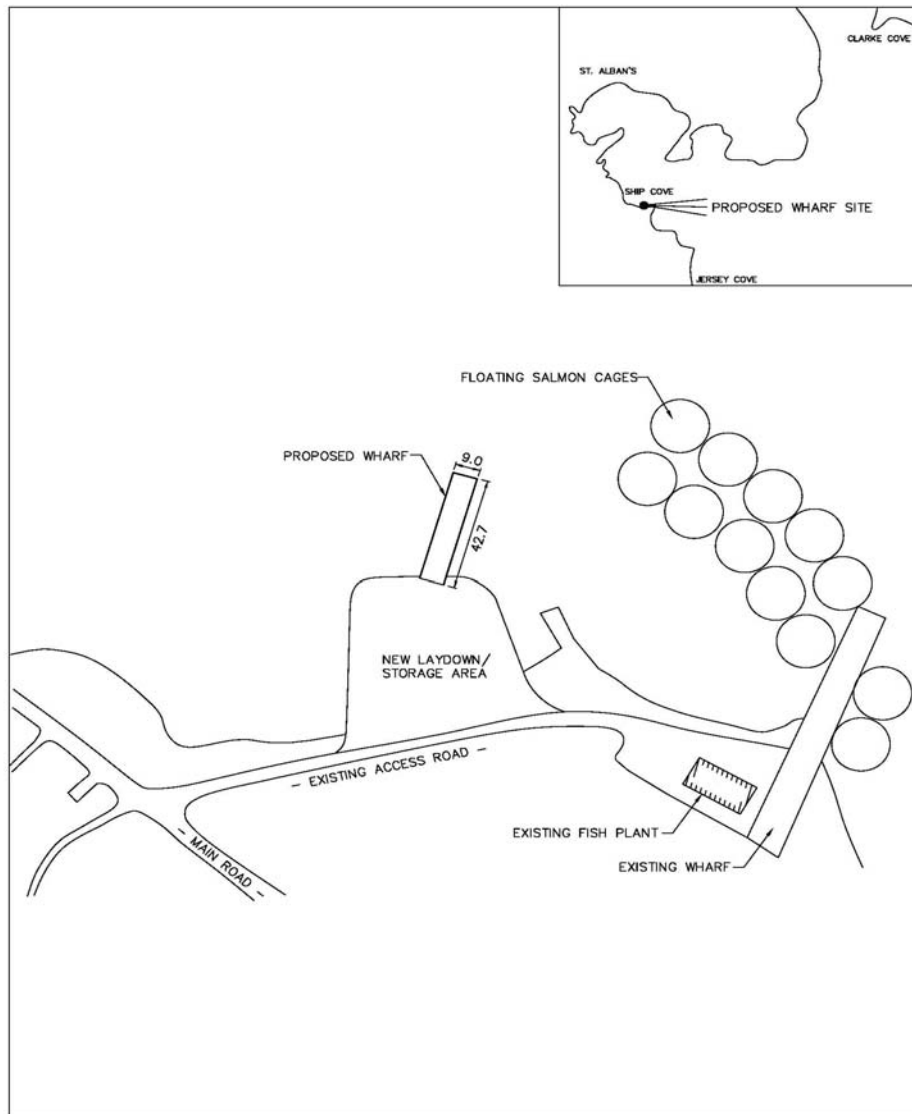 CLARKE COVE
ST. ALBAN'S
SHIP COVE
PROPOSED WHARF SITE
JERSEY COVE
FLOATING SALMON CAGES
PROPOSED WHARF
9.0
42.7
NEW LAYDOWN/
STORAGE AREA
- EXISTING ACCESS ROAD -
EXISTING FISH PLANT
- MAIN ROAD -
EXISTING WHARF